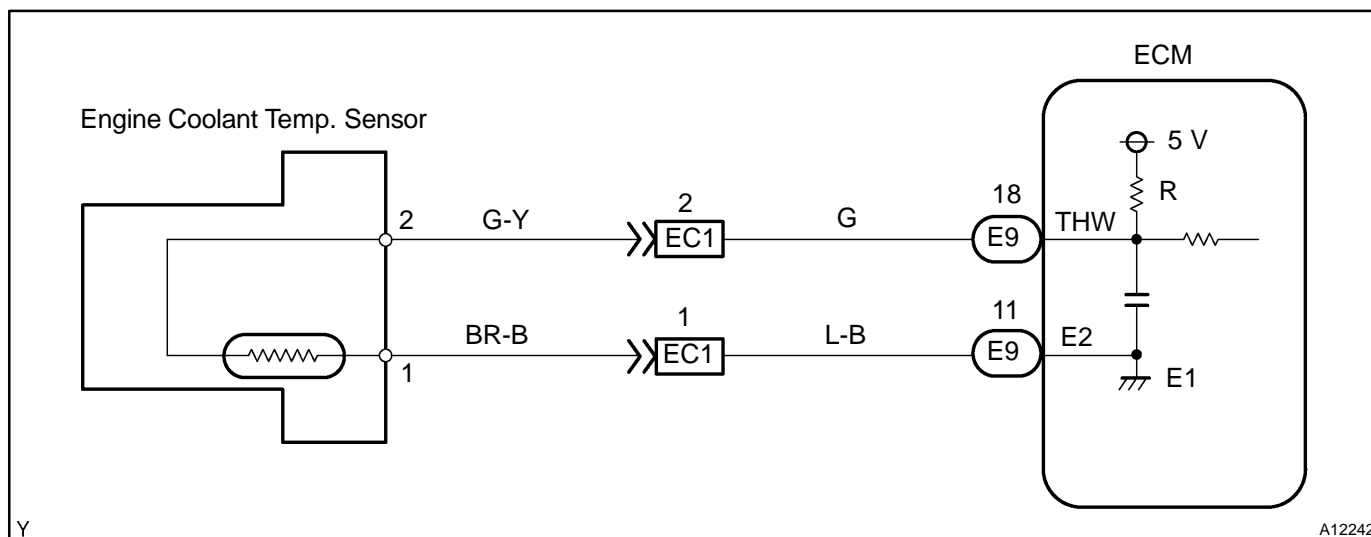 ECM
Engine Coolant Temp. Sensor
5 V
R
2
G-Y
2
EC1
G
18
E9
THW
1
BR-B
1
EC1
L-B
11
E9
E2
E1
Y
A12242